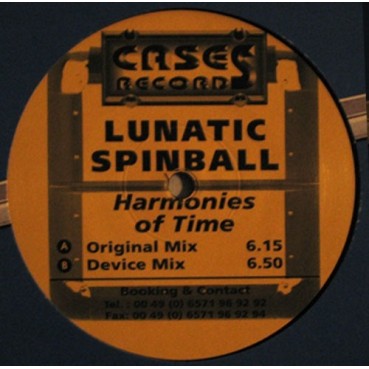 CASES
RECORDS
LUNATIC
SPINBALL
Harmonies
of Time
A Original Mix 6.15
B Device Mix 6.50
Booking & Contact
Tel. : 00 49 (0) 6571 96 92 92
Fax: 00 49 (0) 6571 96 92 94